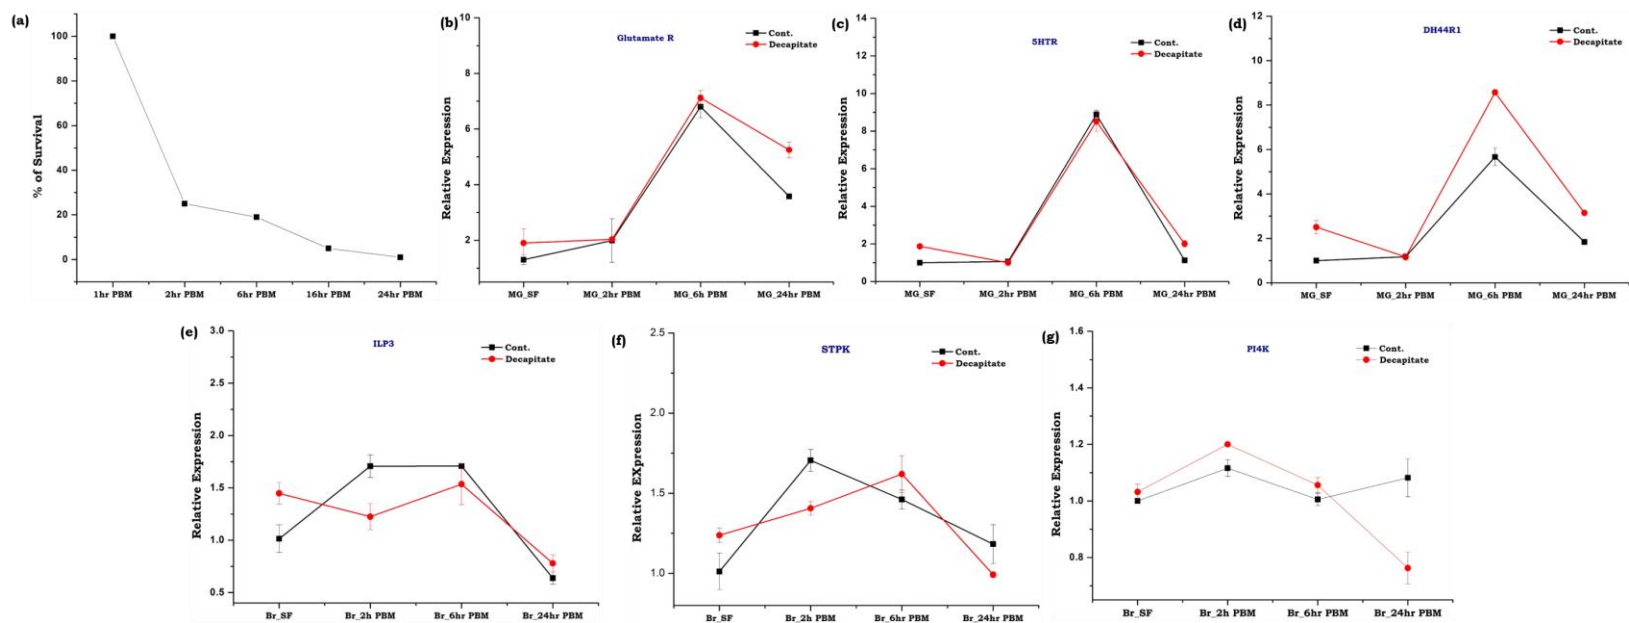 (a)
% of Survival
100
80
60
40
20
0
1hr PBM 2hr PBM 6hr PBM 16hr PBM 24hr PBM
(b)
Glutamate R
Cont.
Decapitate
Relative Expression
10
8
6
4
2
MG_SF MG_2hr PBM MG_6h PBM MG_24hr PBM
(c)
5HTR
Cont.
Decapitate
Relative Expression
14
12
10
8
6
4
2
0
MG_SF MG_2hr PBM MG_6h PBM MG_24hr PBM
(d)
DH44R1
Cont.
Decapitate
Relative Expression
12
10
8
6
4
2
0
MG_SF MG_2hr PBM MG_6h PBM MG_24hr PBM
(e)
ILP3
Cont.
Decapitate
Relative Expression
3.0
2.5
2.0
1.5
1.0
0.5
Br_SF Br_2h PBM Br_6hr PBM Br_24hr PBM
(f)
STPK
Cont.
Decapitate
Relative EXpression
2.5
2.0
1.5
1.0
Br_SF Br_2h PBM Br_6hr PBM Br_24hr PBM
(g)
PI4K
Cont.
Decapitate
Relative Expression
1.6
1.4
1.2
1.0
0.8
Br_SF Br_2h PBM Br_6hr PBM Br_24hr PBM